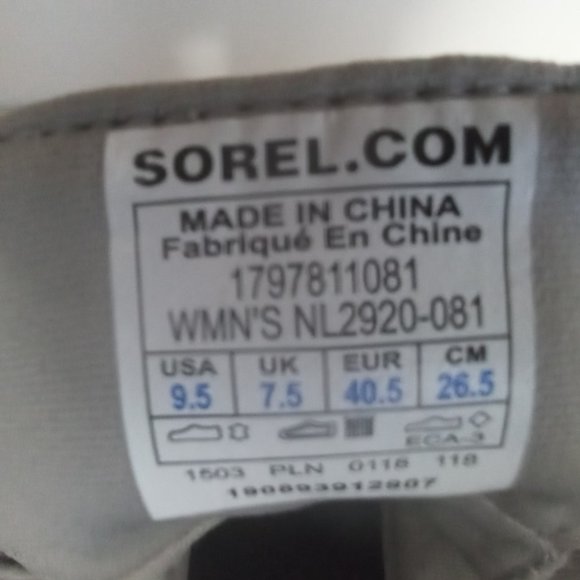 SOREL.COM
MADE IN CHINA
Fabriqué En Chine
1797811081
WMN'S NL2920-081
USA UK EUR CM
9.5 7.5 40.5 26.5
ECA-3
1503 PLN 0118 118